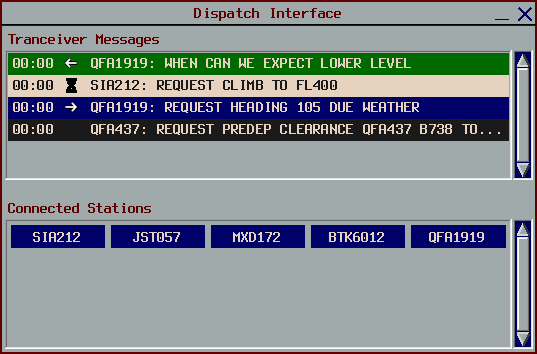 Dispatch Interface
Tranceiver Messages
00:00 ← QFA1919: WHEN CAN WE EXPECT LOWER LEVEL
00:00 SIA212: REQUEST CLIMB TO FL400
00:00 → QFA1919: REQUEST HEADING 105 DUE WEATHER
00:00 QFA437: REQUEST PREDEP CLEARANCE QFA437 B738 TO...
Connected Stations
SIA212 JST057 MXD172 BTK6012 QFA1919